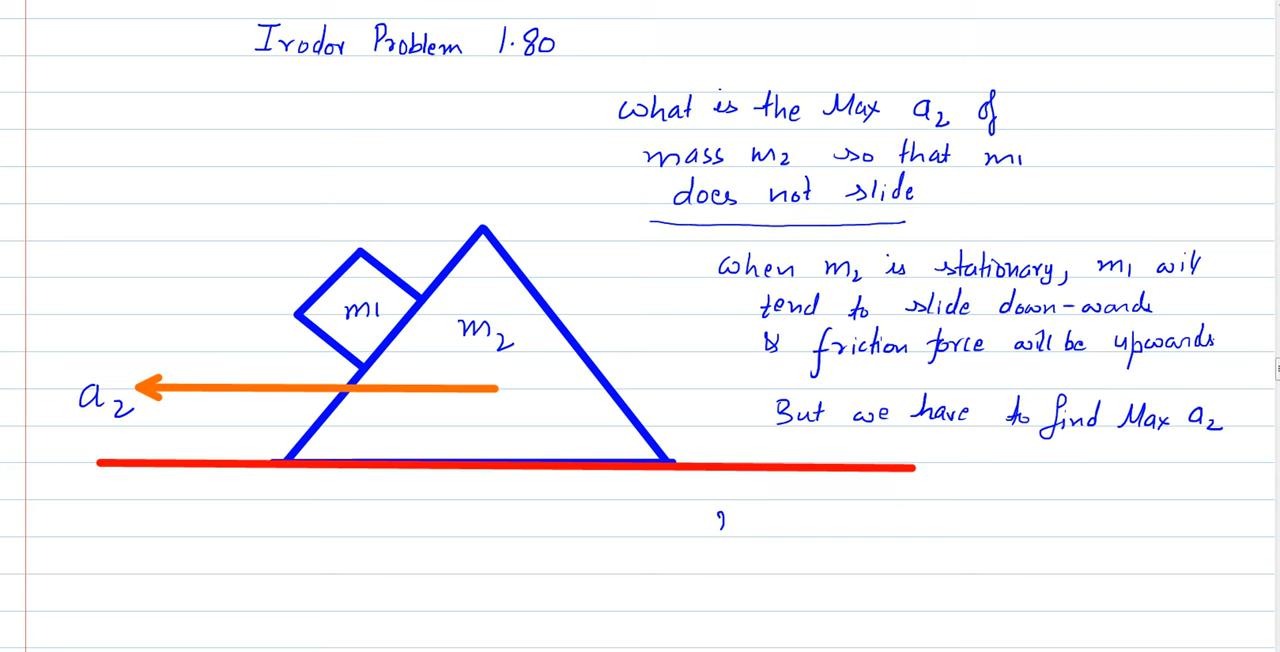 Irodov Problem 1.80
What is the Max a2 of
mass m2 so that m1
does not slide
When m2 is stationary, m1 will
tend to slide down-wards
& friction force will be upwards
But we have to find Max a2
m1
m2
a2